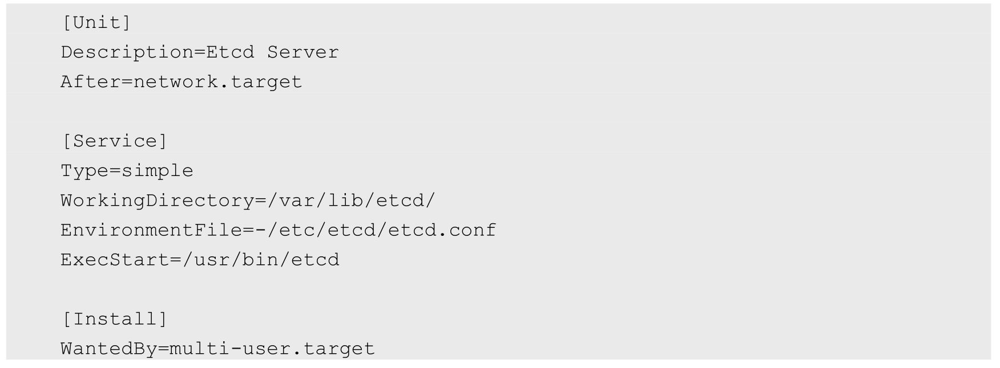 [Unit]
Description=Etcd Server
After=network.target
[Service]
Type=simple
WorkingDirectory=/var/lib/etcd/
EnvironmentFile=-/etc/etcd/etcd.conf
ExecStart=/usr/bin/etcd
[Install]
WantedBy=multi-user.target